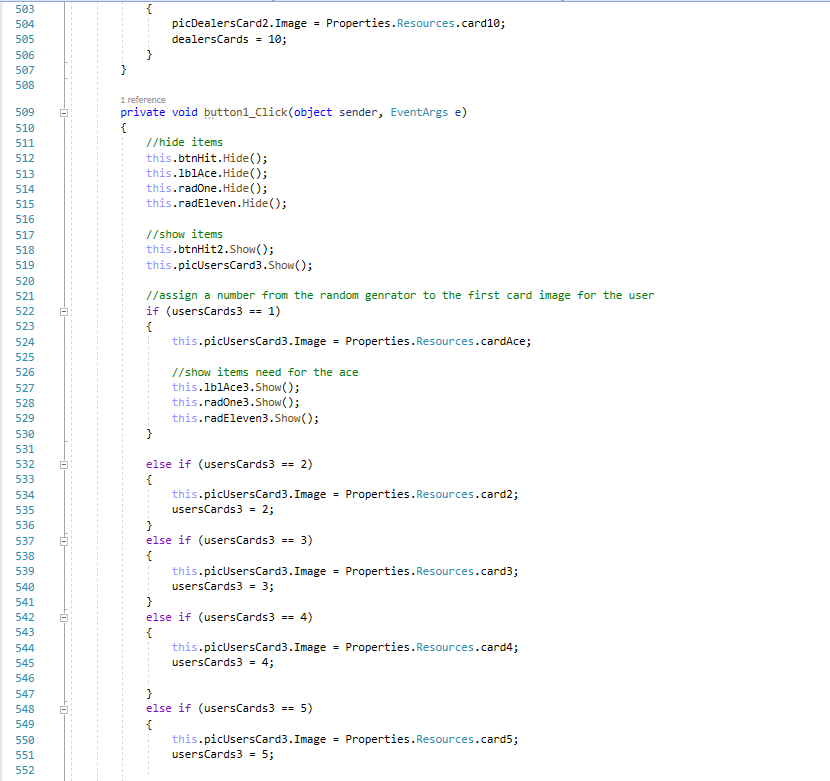 503 {
504 picDealersCard2.Image = Properties.Resources.card10;
505 dealersCards = 10;
506 }
507 }
508
1 reference
509 private void button1_Click(object sender, EventArgs e)
510 {
511 //hide items
512 this.btnHit.Hide();
513 this.lblAce.Hide();
514 this.radOne.Hide();
515 this.radEleven.Hide();
516
517 //show items
518 this.btnHit2.Show();
519 this.picUsersCard3.Show();
520
521 //assign a number from the random genrator to the first card image for the user
522 if (usersCards3 == 1)
523 {
524 this.picUsersCard3.Image = Properties.Resources.cardAce;
525
526 //show items need for the ace
527 this.lblAce3.Show();
528 this.radOne3.Show();
529 this.radEleven3.Show();
530 }
531
532 else if (usersCards3 == 2)
533 {
534 this.picUsersCard3.Image = Properties.Resources.card2;
535 usersCards3 = 2;
536 }
537 else if (usersCards3 == 3)
538 {
539 this.picUsersCard3.Image = Properties.Resources.card3;
540 usersCards3 = 3;
541 }
542 else if (usersCards3 == 4)
543 {
544 this.picUsersCard3.Image = Properties.Resources.card4;
545 usersCards3 = 4;
546
547 }
548 else if (usersCards3 == 5)
549 {
550 this.picUsersCard3.Image = Properties.Resources.card5;
551 usersCards3 = 5;
552